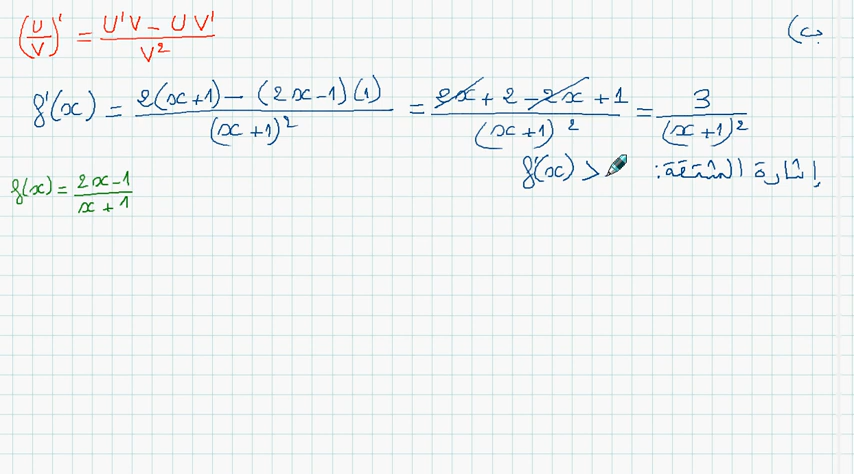 (U/V)' = (U'V - UV')/V²
ب)
f'(x) = (2(x+1) - (2x-1)(1))/(x+1)² = (2x + 2 - 2x + 1)/(x+1)² = 3/(x+1)²
إشارة المشتقة: f'(x) >
f(x) = (2x-1)/(x+1)